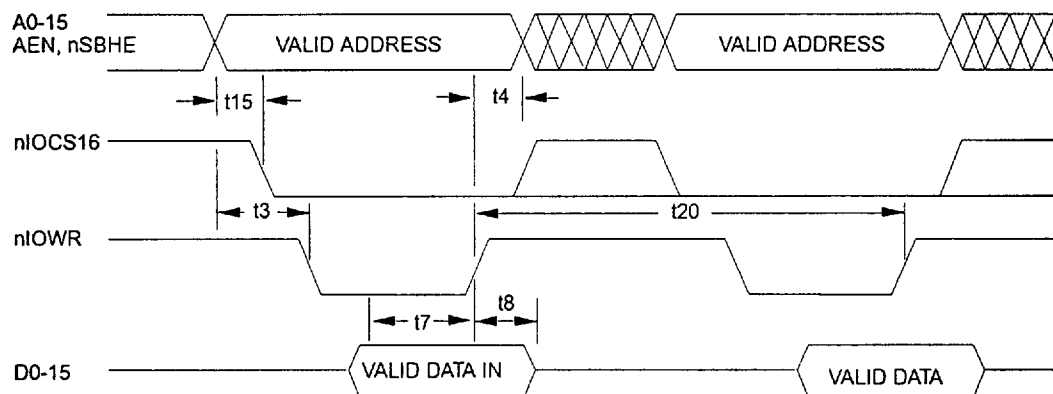 A0-15
AEN, nSBHE
VALID ADDRESS
VALID ADDRESS
t15
t4
nIOCS16
t3
t20
nIOWR
t8
t7
D0-15
VALID DATA IN
VALID DATA